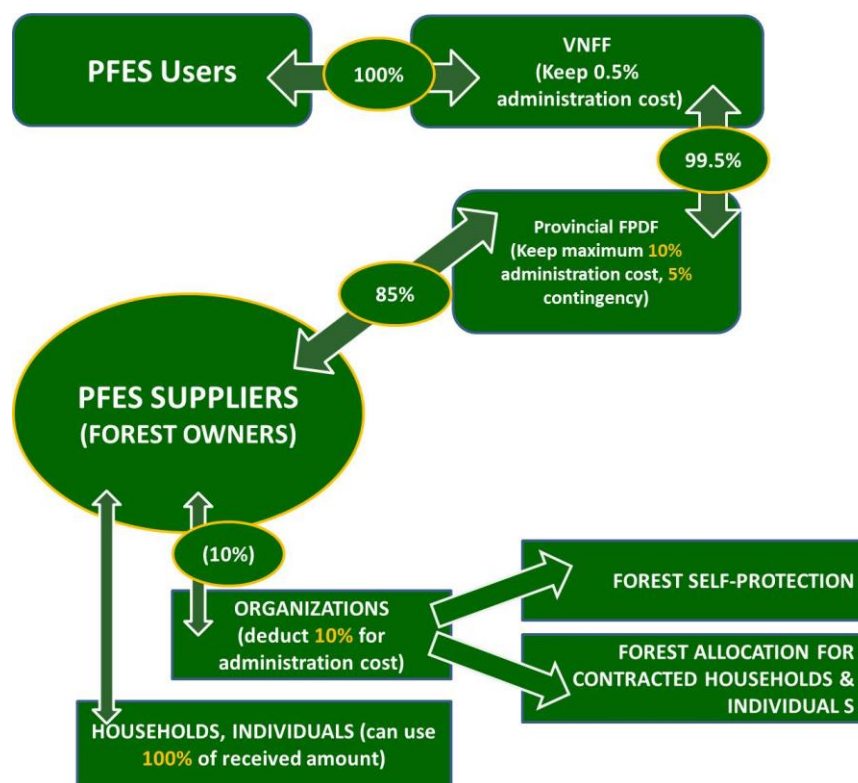 PFES Users
100%
VNFF
(Keep 0.5%
administration cost)
99.5%
Provincial FPDF
(Keep maximum 10%
administration cost, 5%
contingency)
85%
PFES SUPPLIERS
(FOREST OWNERS)
(10%)
ORGANIZATIONS
(deduct 10% for
administration cost)
FOREST SELF-PROTECTION
FOREST ALLOCATION FOR
CONTRACTED HOUSEHOLDS &
INDIVIDUAL S
HOUSEHOLDS, INDIVIDUALS (can use
100% of received amount)